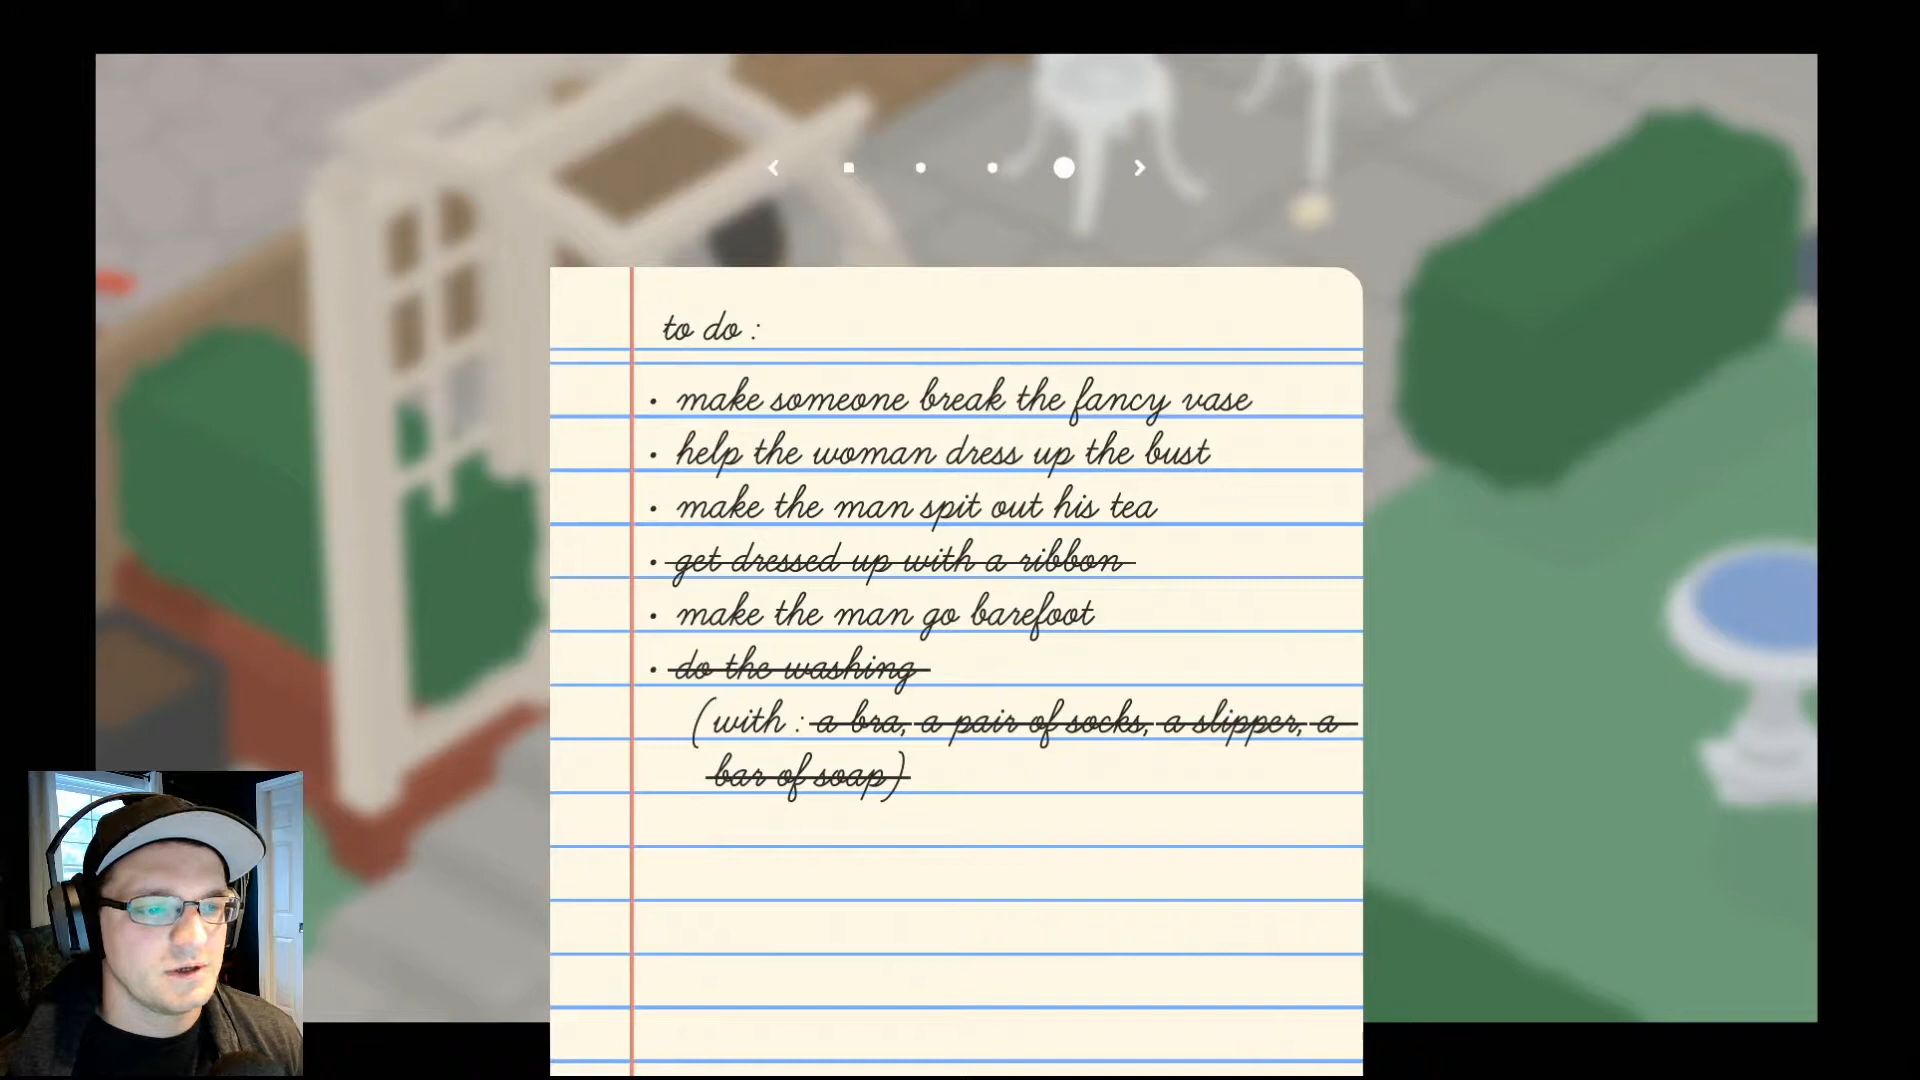 to do :
• make someone break the fancy vase
• help the woman dress up the bust
• make the man spit out his tea
• get dressed up with a ribbon
• make the man go barefoot
• do the washing
(with : a bra, a pair of socks, a slipper, a
bar of soap)